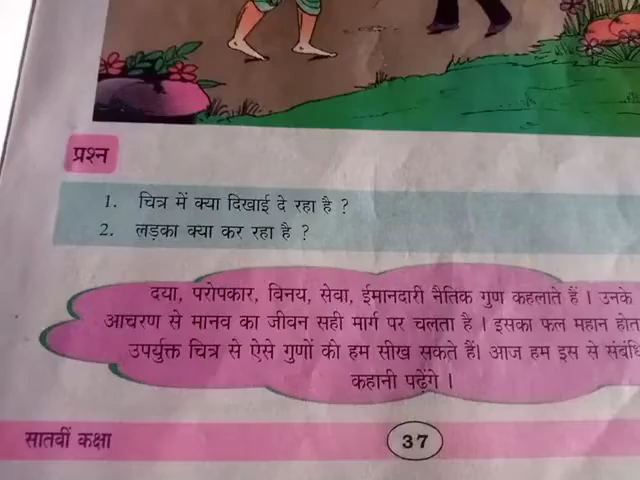 प्रश्न
1. चित्र में क्या दिखाई दे रहा है ?
2. लड़का क्या कर रहा है ?
दया, परोपकार, विनय, सेवा, ईमानदारी नैतिक गुण कहलाते हैं । उनके
आचरण से मानव का जीवन सही मार्ग पर चलता है । इसका फल महान होता
उपर्युक्त चित्र से ऐसे गुणों को हम सीख सकते हैं। आज हम इस से
कहानी पढ़ेंगे ।
सातवीं कक्षा
37